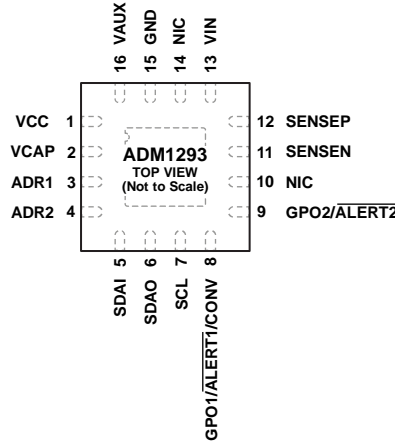 16 VAUX
15 GND
14 NIC
13 VIN
VCC 1
VCAP 2
ADR1 3
ADR2 4
ADM1293
TOP VIEW
(Not to Scale)
12 SENSEP
11 SENSEN
10 NIC
9 GPO2/ALERT2
SDAI 5
SDAO 6
SCL 7
GPO1/ALERT1/CONV 8